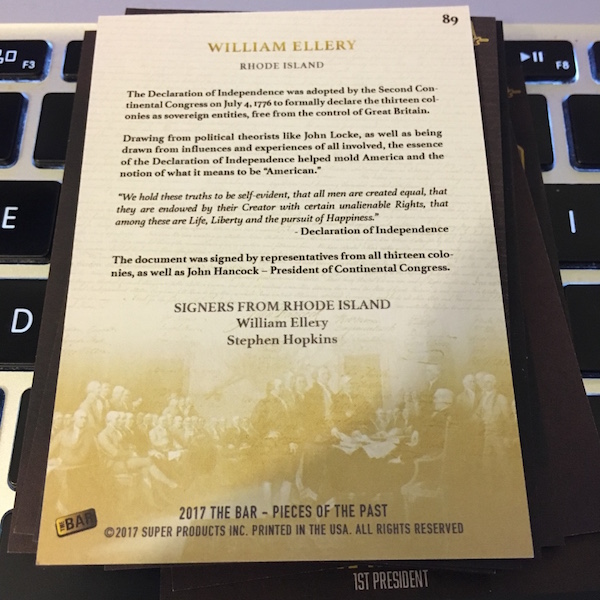 89
WILLIAM ELLERY
RHODE ISLAND
The Declaration of Independence was adopted by the Second Con-
tinental Congress on July 4, 1776 to formally declare the thirteen col-
onies as sovereign entities, free from the control of Great Britain.
Drawing from political theorists like John Locke, as well as being
drawn from influences and experiences of all involved, the essence
of the Declaration of Independence helped mold America and the
notion of what it means to be “American.”
“We hold these truths to be self-evident, that all men are created equal, that
they are endowed by their Creator with certain unalienable Rights, that
among these are Life, Liberty and the pursuit of Happiness.”
- Declaration of Independence
The document was signed by representatives from all thirteen colo-
nies, as well as John Hancock – President of Continental Congress.
SIGNERS FROM RHODE ISLAND
William Ellery
Stephen Hopkins
THE BAR
2017 THE BAR – PIECES OF THE PAST
©2017 SUPER PRODUCTS INC. PRINTED IN THE USA. ALL RIGHTS RESERVED
1ST PRESIDENT
F3
F8
E
D
I